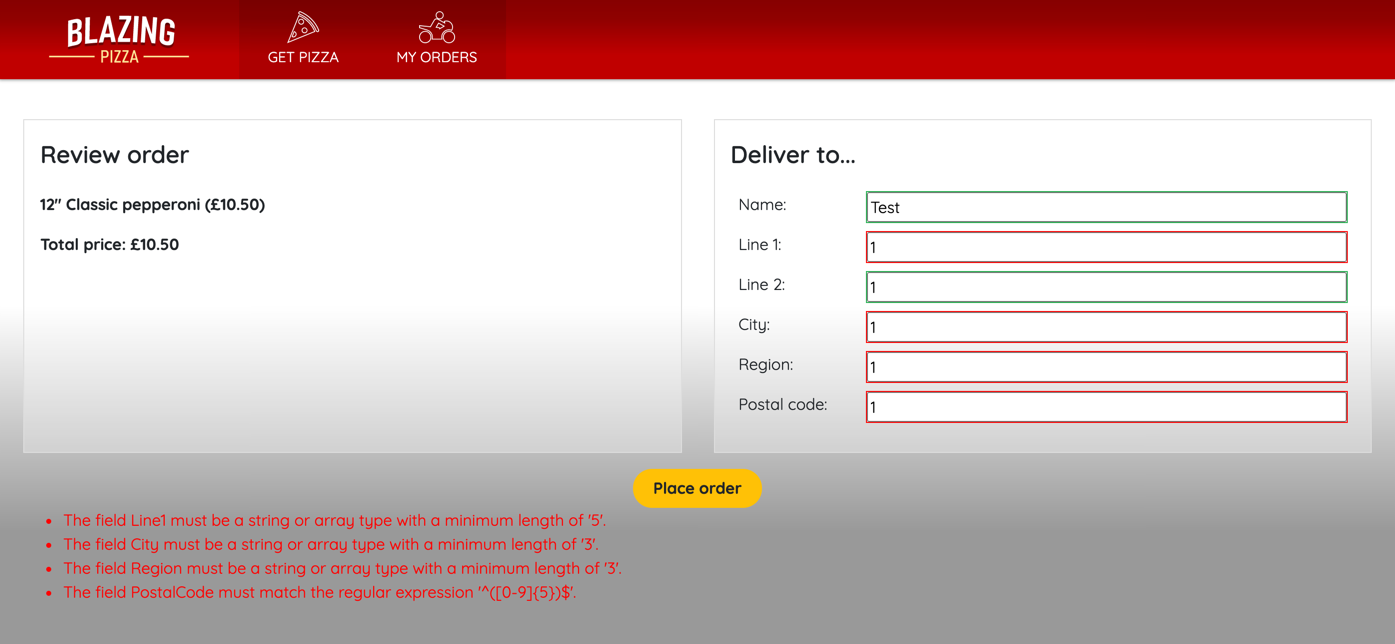 BLAZING
PIZZA
GET PIZZA
MY ORDERS
Review order
12" Classic pepperoni (£10.50)
Total price: £10.50
Deliver to...
Name: Test
Line 1: 1
Line 2: 1
City: 1
Region: 1
Postal code: 1
Place order
• The field Line1 must be a string or array type with a minimum length of '5'.
• The field City must be a string or array type with a minimum length of '3'.
• The field Region must be a string or array type with a minimum length of '3'.
• The field PostalCode must match the regular expression '^([0-9]{5})$'.